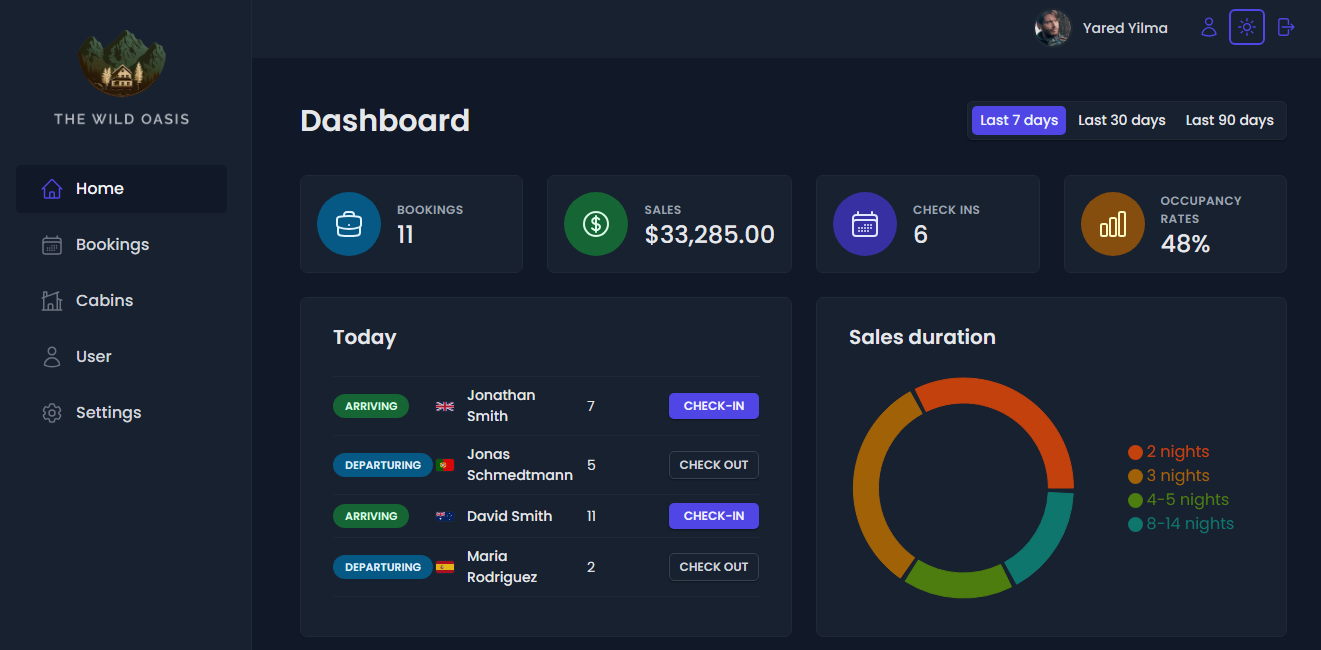 THE WILD OASIS
Home
Bookings
Cabins
User
Settings
Yared Yilma
Dashboard
Last 7 days Last 30 days Last 90 days
BOOKINGS
11
SALES
$33,285.00
CHECK INS
6
OCCUPANCY
RATES
48%
Today
ARRIVING Jonathan Smith 7 CHECK-IN
DEPARTURING Jonas Schmedtmann 5 CHECK OUT
ARRIVING David Smith 11 CHECK-IN
DEPARTURING Maria Rodriguez 2 CHECK OUT
Sales duration
2 nights
3 nights
4-5 nights
8-14 nights